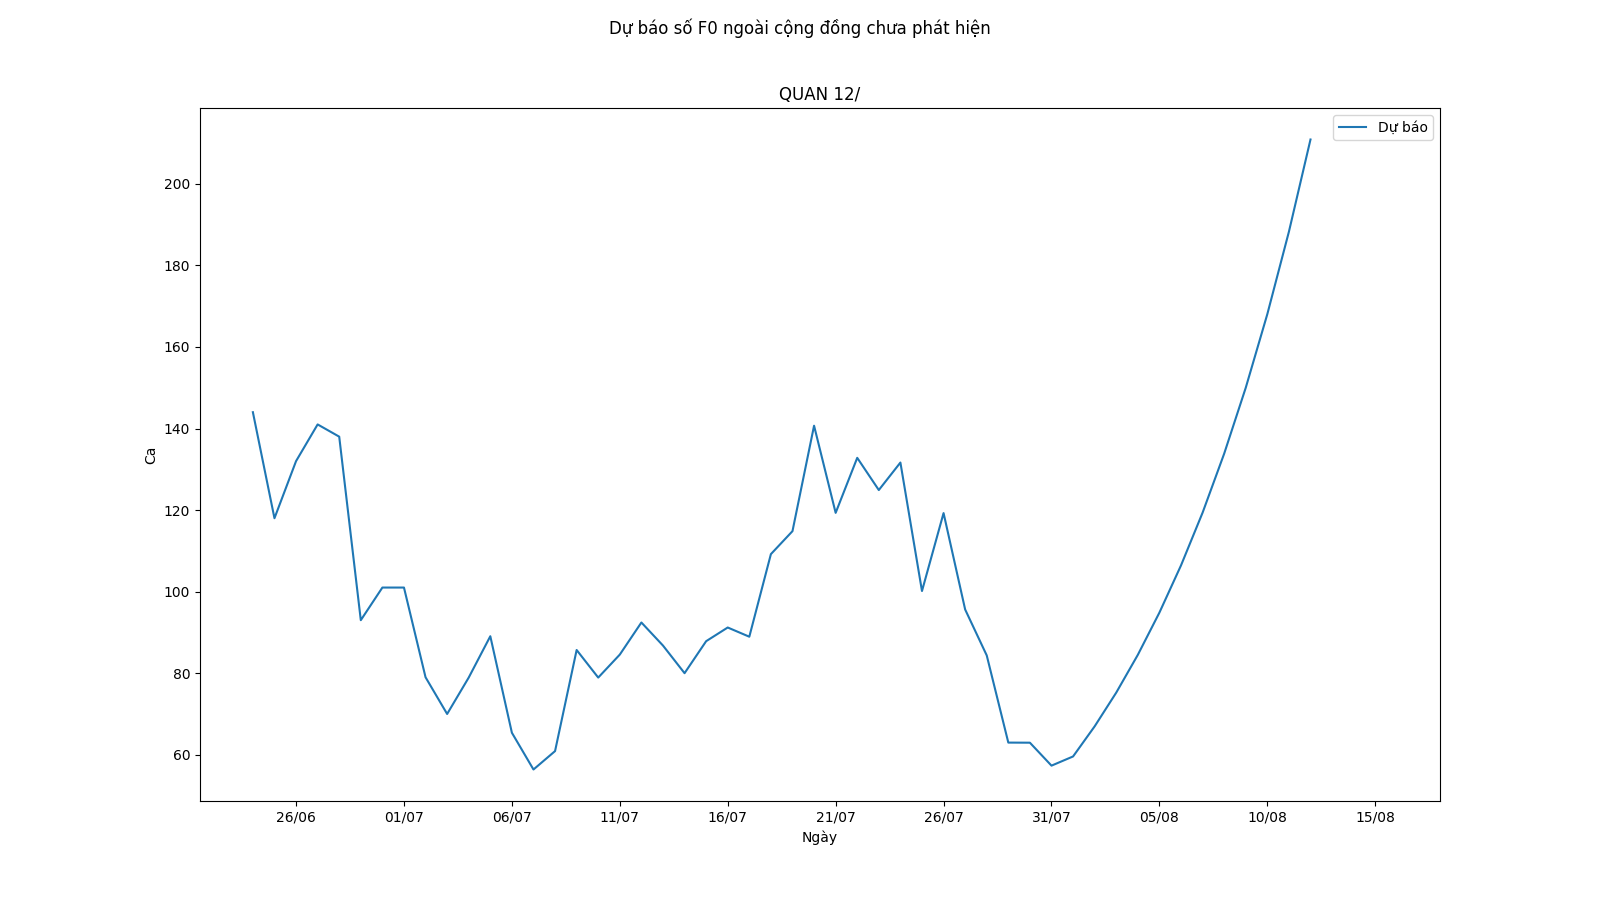 Dự báo số F0 ngoài cộng đồng chưa phát hiện
QUAN 12/
Dự báo
200
180
160
140
120
100
80
60
Ca
26/06 01/07 06/07 11/07 16/07 21/07 26/07 31/07 05/08 10/08 15/08
Ngày